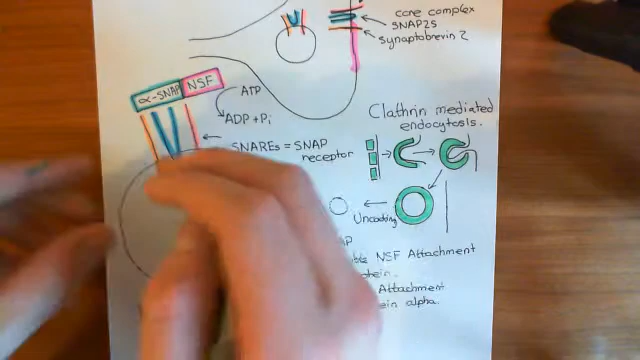 core complex
SNAP25
synaptobrevin 2
α-SNAP NSF
ATP
ADP + Pi
SNAREs = SNAP
receptor
Clathrin mediated
endocytosis.
Uncoating
NSF Attachment
Attachment
alpha.